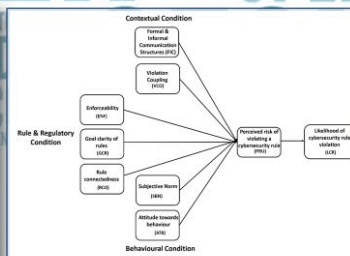 Contextual Condition
Formal &
Informal
Communication
Structures (FIC)
Violation
Coupling
(VCO)
Enforceability
(ENF)
Rule & Regulatory
Condition
Goal clarity of
rules
(GCR)
Rule
connectedness
(RCO)
Perceived risk of
violating a
cybersecurity rule
(PRU)
Likelihood of
cybersecurity rule
violation
(LCR)
Subjective Norm
(SBN)
Attitude towards
behaviour
(ATB)
Behavioural Condition